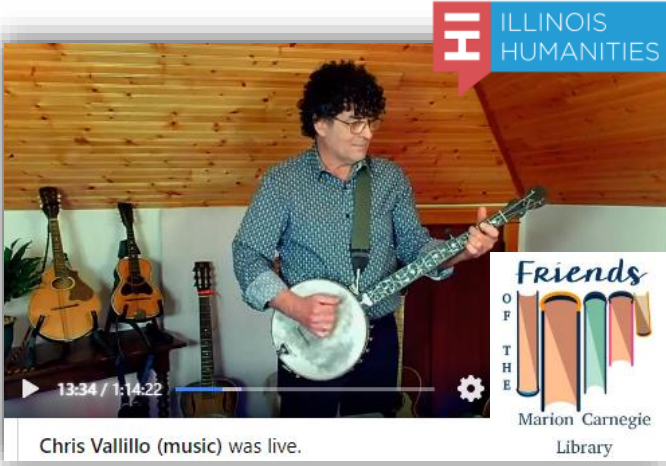 ILLINOIS
HUMANITIES
13:34 / 1:14:22
Chris Vallillo (music) was live.
Friends
OF THE
Marion Carnegie
Library